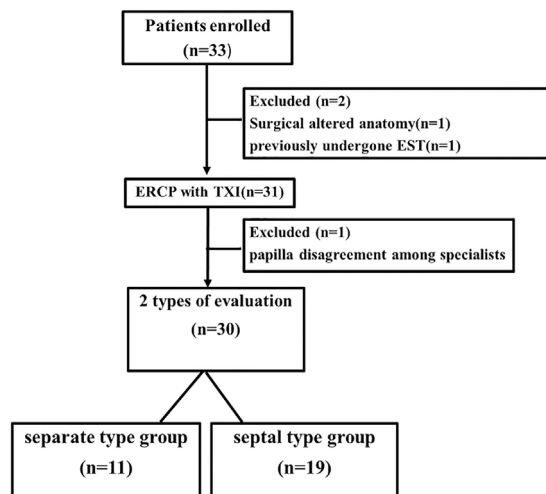 Patients enrolled
(n=33)
Excluded (n=2)
Surgical altered anatomy(n=1)
previously undergone EST(n=1)
ERCP with TXI(n=31)
Excluded (n=1)
papilla disagreement among specialists
2 types of evaluation
(n=30)
separate type group
(n=11)
septal type group
(n=19)